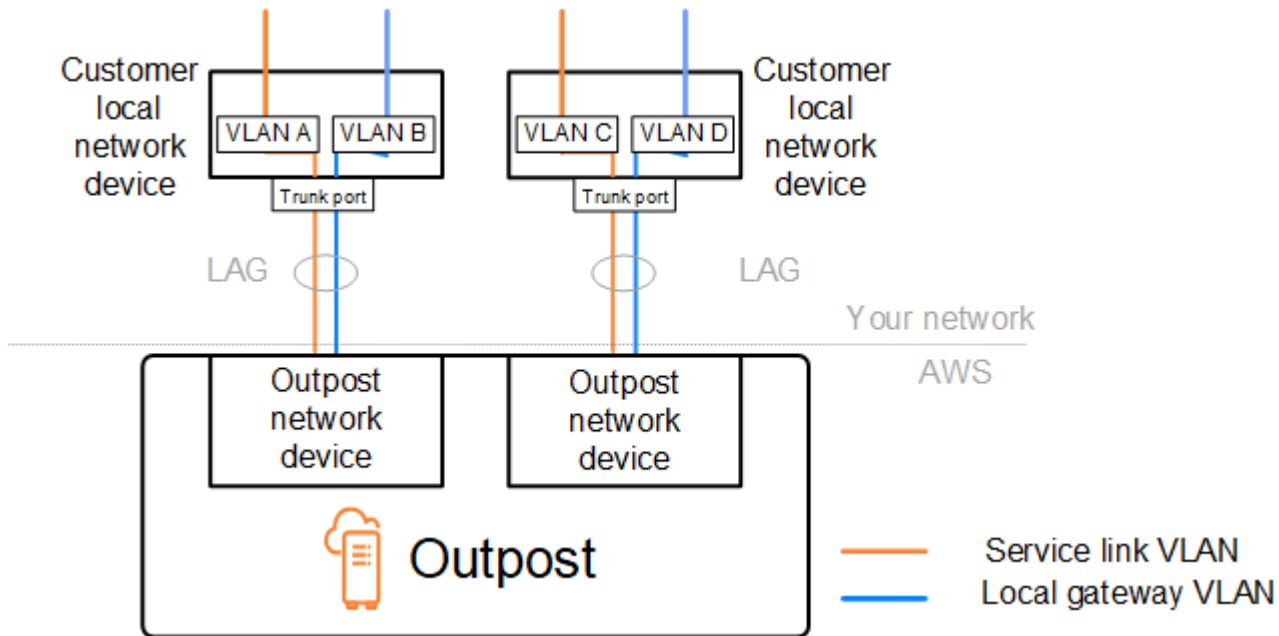 Customer
local
network
device
VLAN A
VLAN B
Trunk port
LAG
VLAN C
VLAN D
Trunk port
Customer
local
network
device
LAG
Your network
AWS
Outpost
network
device
Outpost
network
device
Outpost
Service link VLAN
Local gateway VLAN